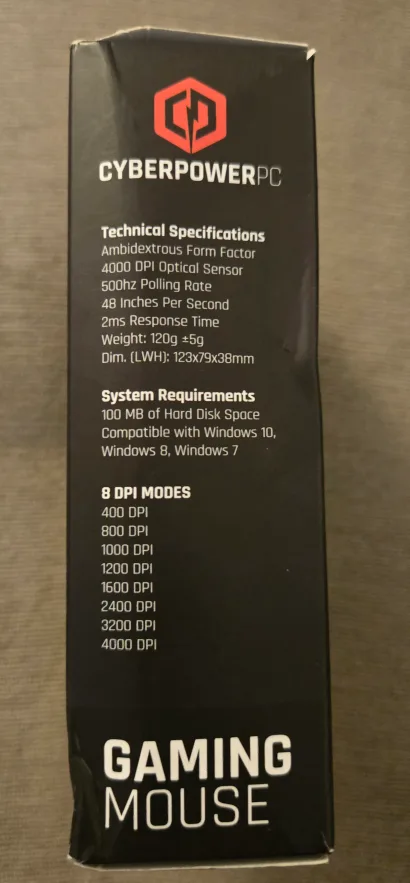 CYBERPOWERPC
Technical Specifications
Ambidextrous Form Factor
4000 DPI Optical Sensor
500hz Polling Rate
48 Inches Per Second
2ms Response Time
Weight: 120g ±5g
Dim. (LWH): 123x79x38mm
System Requirements
100 MB of Hard Disk Space
Compatible with Windows 10,
Windows 8, Windows 7
8 DPI MODES
400 DPI
800 DPI
1000 DPI
1200 DPI
1600 DPI
2400 DPI
3200 DPI
4000 DPI
GAMING
MOUSE